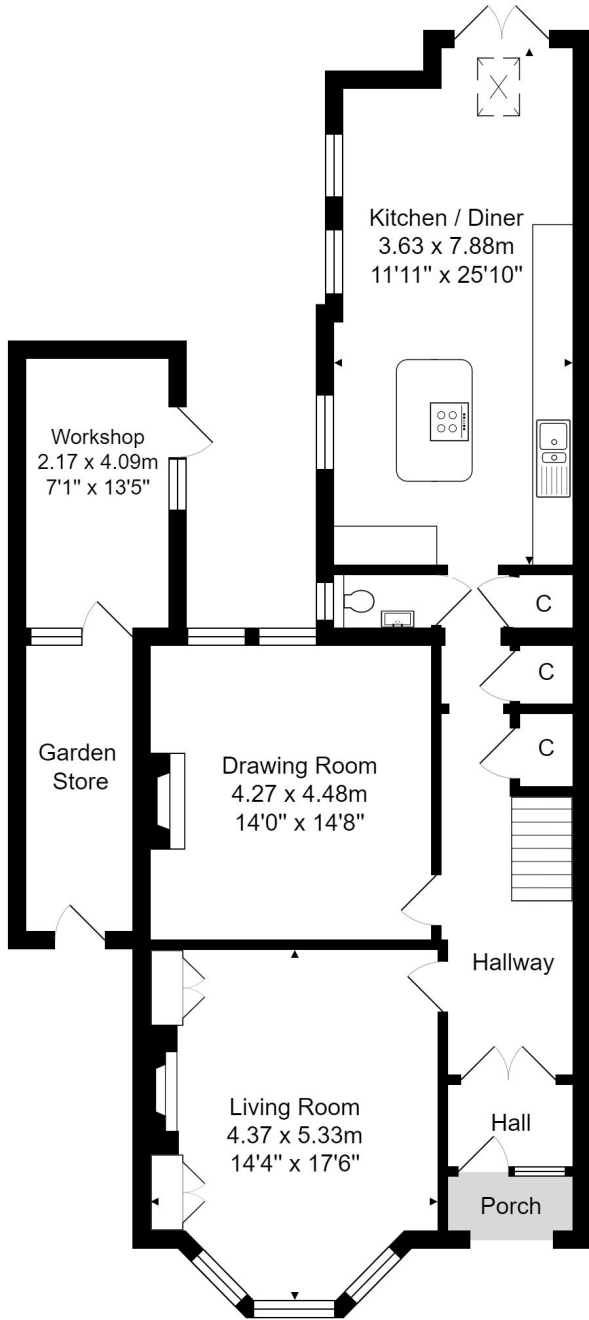 Kitchen / Diner
3.63 x 7.88m
11'11" x 25'10"
Workshop
2.17 x 4.09m
7'1" x 13'5"
C
C
C
Garden
Store
Drawing Room
4.27 x 4.48m
14'0" x 14'8"
Hallway
Living Room
4.37 x 5.33m
14'4" x 17'6"
Hall
Porch